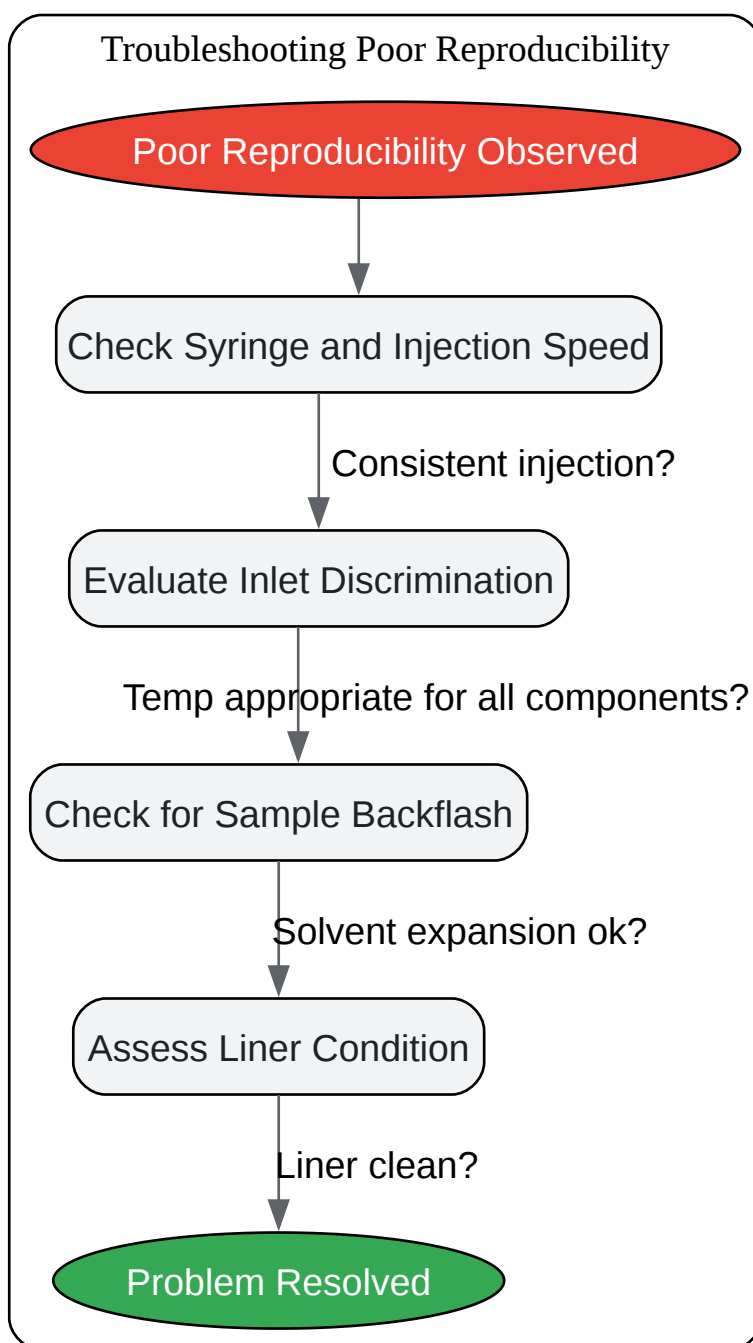 Troubleshooting Poor Reproducibility
Poor Reproducibility Observed
Check Syringe and Injection Speed
Consistent injection?
Evaluate Inlet Discrimination
Temp appropriate for all components?
Check for Sample Backflash
Solvent expansion ok?
Assess Liner Condition
Liner clean?
Problem Resolved